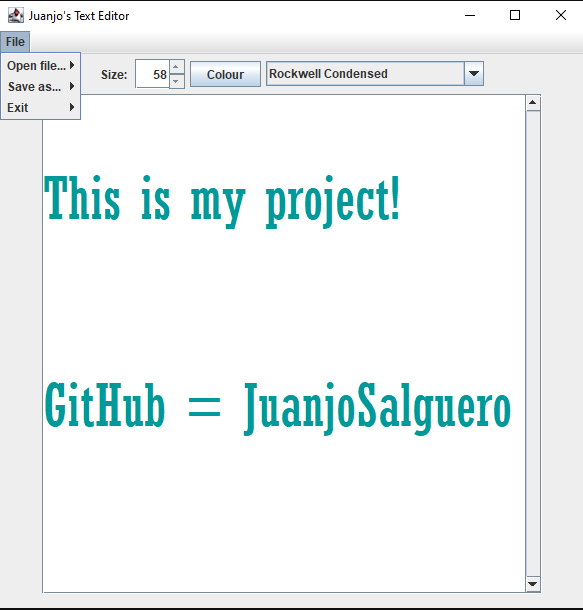 Juanjo's Text Editor
File
Open file...
Save as...
Exit
Size: 58 Colour Rockwell Condensed
This is my project!
GitHub = JuanjoSalguero